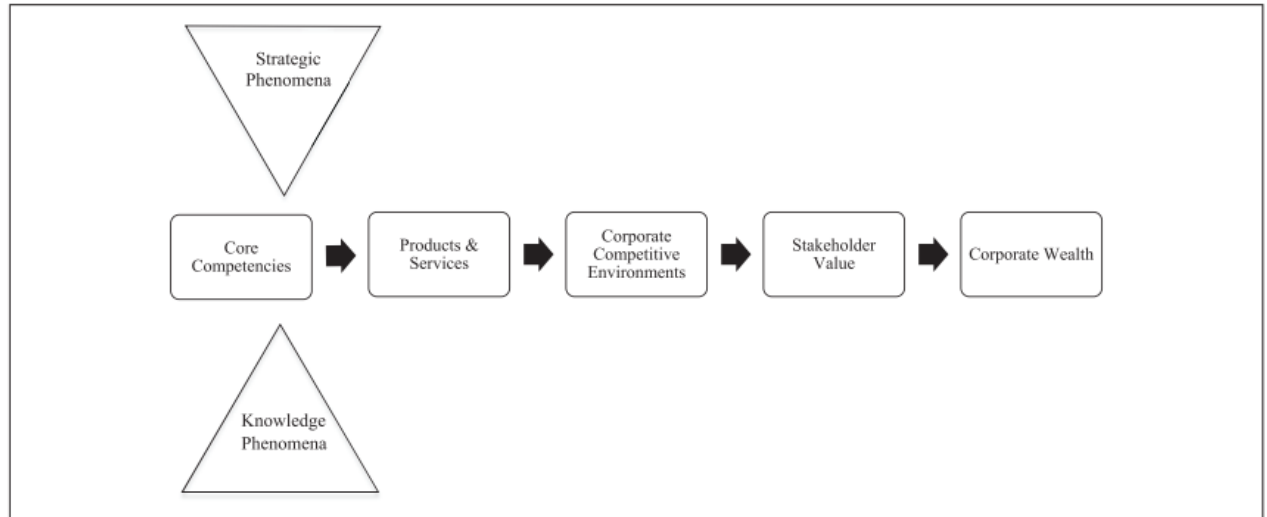 Strategic
Phenomena
Core
Competencies
Products &
Services
Corporate
Competitive
Environments
Stakeholder
Value
Corporate Wealth
Knowledge
Phenomena